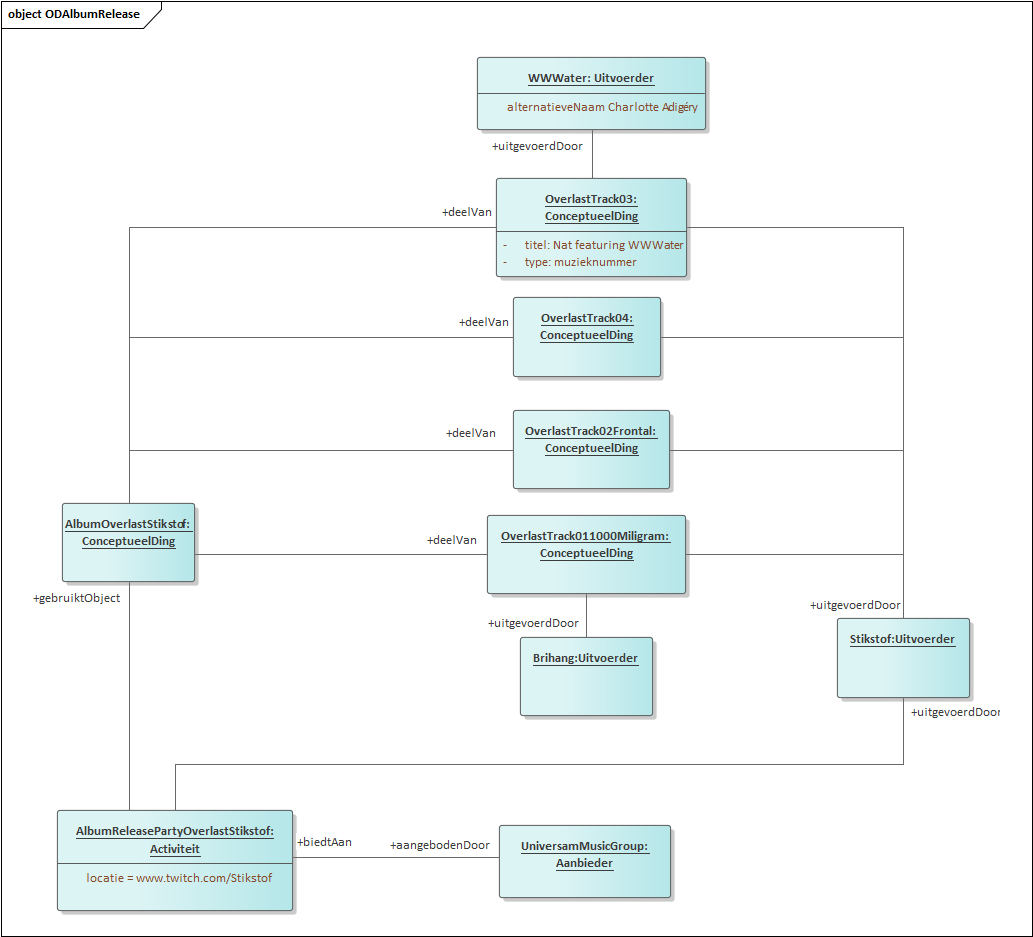 object ODAlbumRelease
WWWater: Uitvoerder
alternatieveNaam Charlotte Adigéry
+uitgevoerdDoor
OverlastTrack03:
ConceptueelDing
+deelVan
- titel: Nat featuring WWWater
- type: muzieknummer
OverlastTrack04:
ConceptueelDing
+deelVan
OverlastTrack02Frontal:
ConceptueelDing
+deelVan
AlbumOverlastStikstof:
ConceptueelDing
OverlastTrack011000Miligram:
ConceptueelDing
+deelVan
+gebruiktObject
+uitgevoerdDoor
+uitgevoerdDoor
Brihang:Uitvoerder
Stikstof:Uitvoerder
+uitgevoerdDoor
AlbumReleasePartyOverlastStikstof:
Activiteit
locatie = www.twitch.com/Stikstof
+biedtAan
+aangebodenDoor
UniversamMusicGroup:
Aanbieder